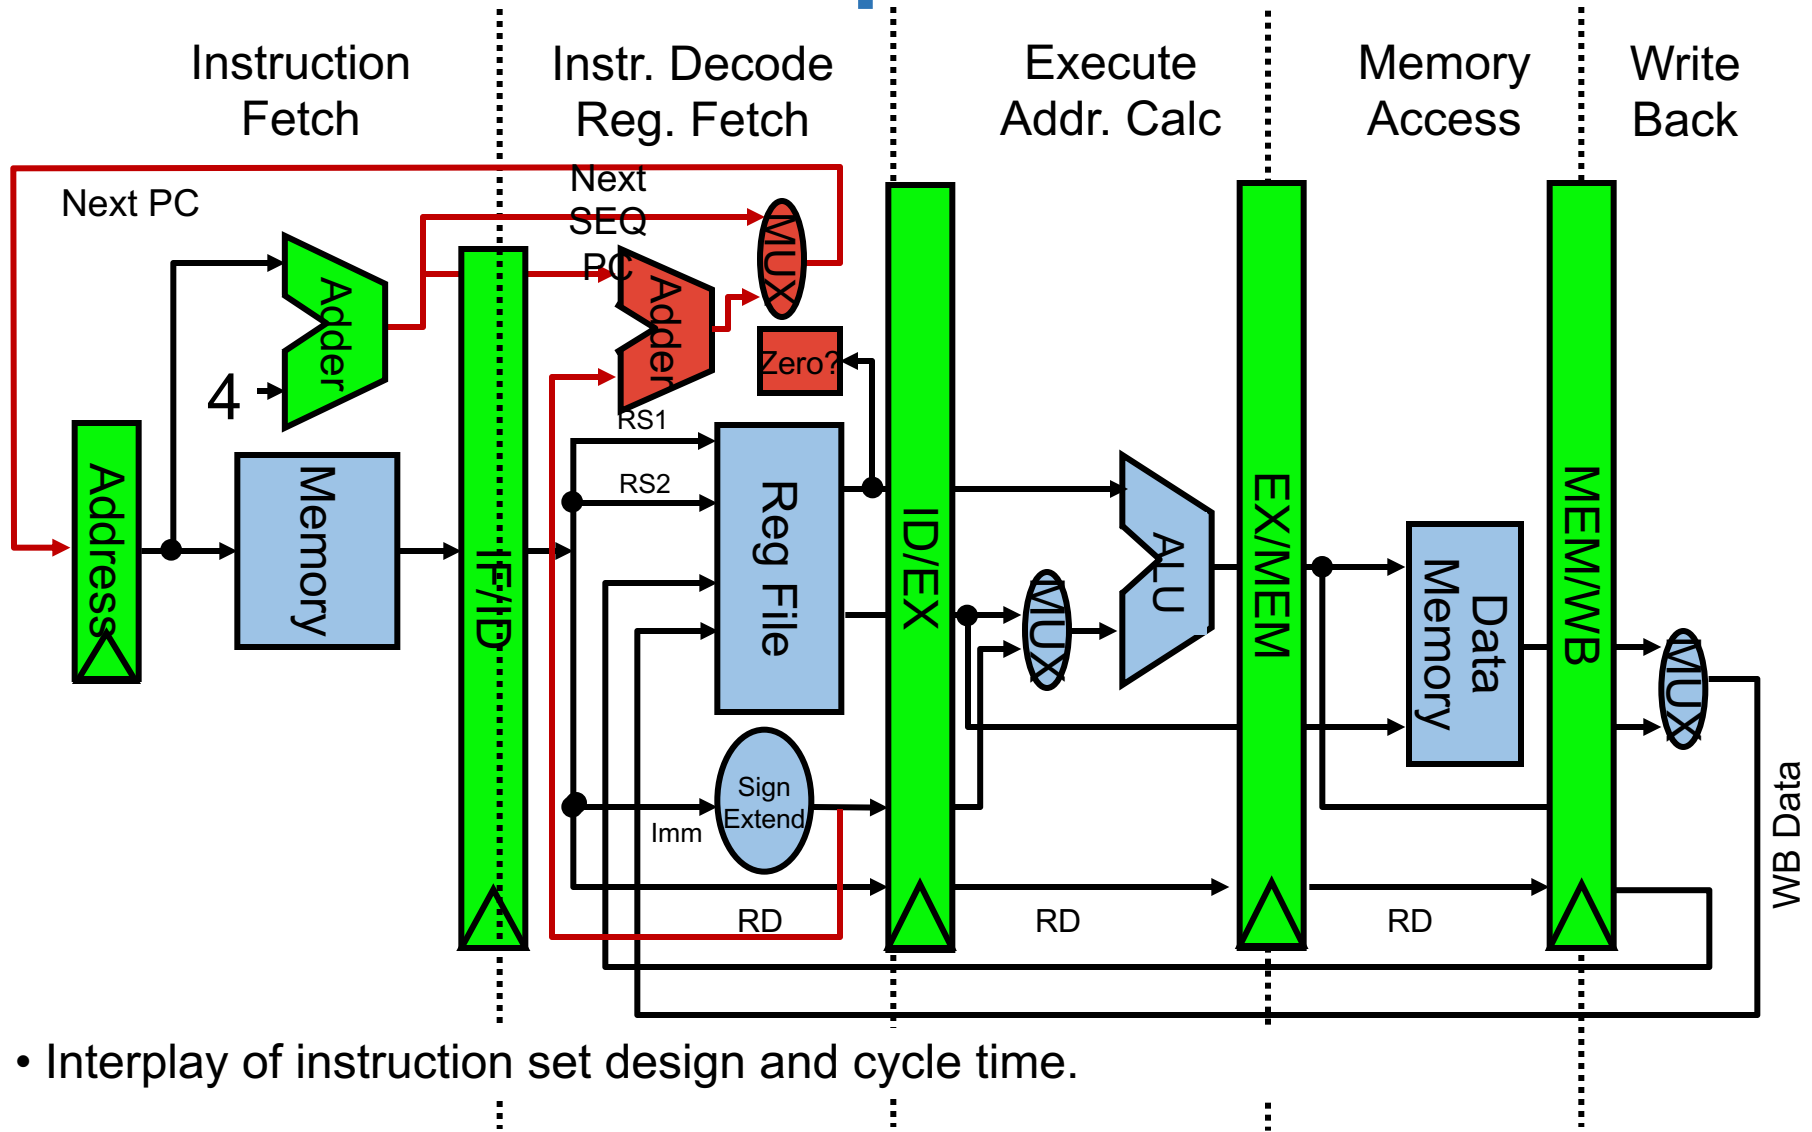 Instruction
Fetch
Instr. Decode
Reg. Fetch
Execute
Addr. Calc
Memory
Access
Write
Back
Next PC
Next
SEQ
PC
MUX
Adder
Adder
Zero?
4
RS1
RS2
Address
Memory
IF/ID
Reg File
ID/EX
MUX
ALU
EX/MEM
Data
Memory
MEM/WB
MUX
Sign
Extend
Imm
RD
RD
RD
WB Data
• Interplay of instruction set design and cycle time.